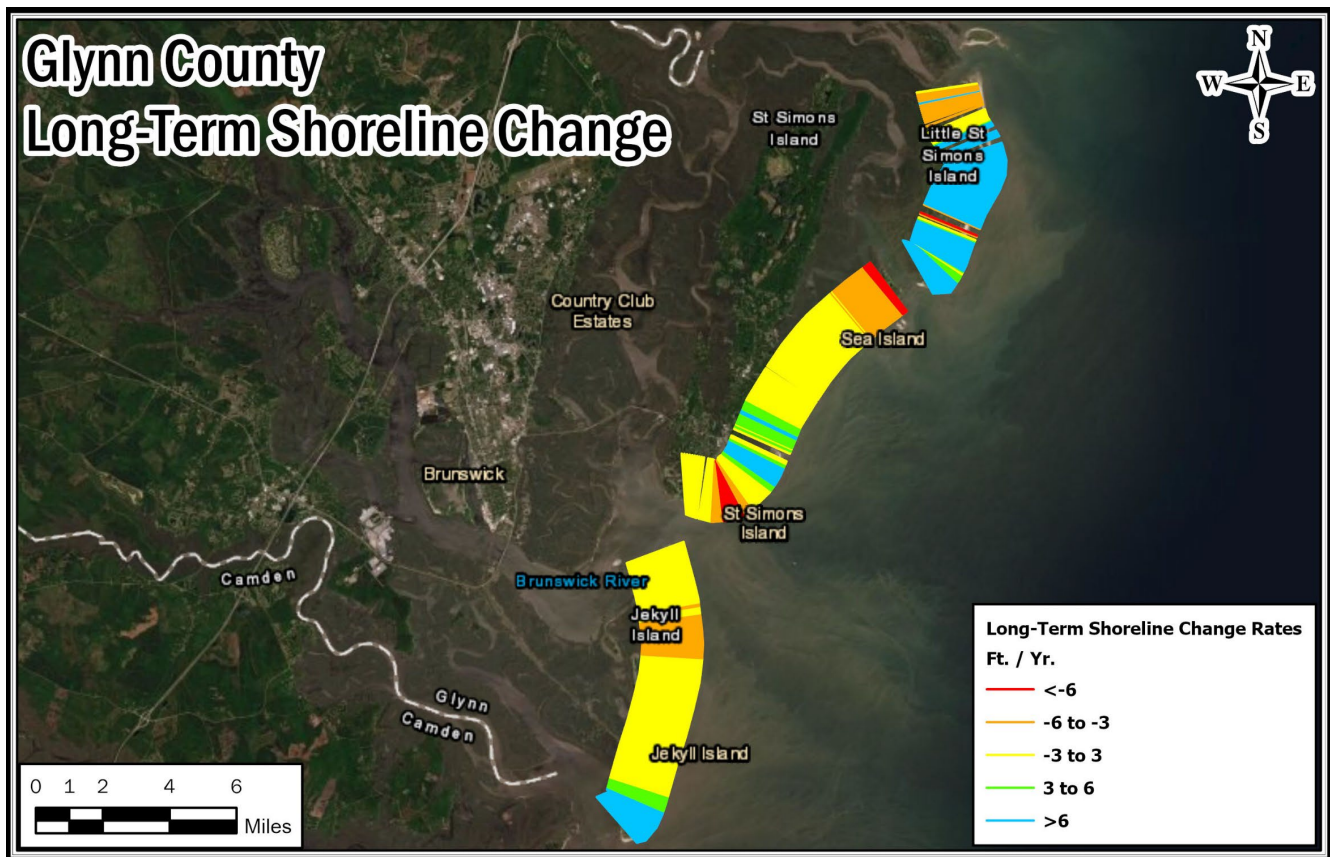 Glynn County
Long-Term Shoreline Change
N
W
E
S
St Simons
Island
Little St
Simons
Island
Country Club
Estates
Sea Island
Brunswick
St Simons
Island
Camden
Brunswick River
Jekyll
Island
Glynn
Camden
Jekyll Island
0 1 2 4 6
Miles
Long-Term Shoreline Change Rates
Ft. / Yr.
<-6
-6 to -3
-3 to 3
3 to 6
>6